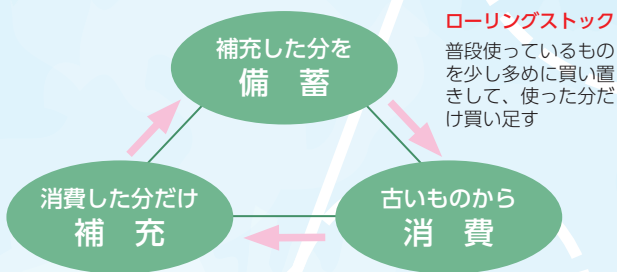 ローリングストック
普段使っているもの
を少し多めに買い置
きして、使った分だ
け買い足す
補充した分を
備　蓄
消費した分だけ
補　充
古いものから
消　費